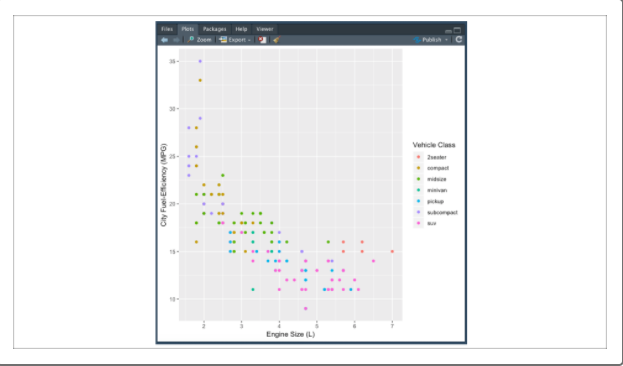 Files Plots Packages Help Viewer
Zoom Export Publish
City Fuel-Efficiency (MPG)
35
30
25
20
15
10
2 3 4 5 6 7
Engine Size (L)
Vehicle Class
2seater
compact
midsize
minivan
pickup
subcompact
suv